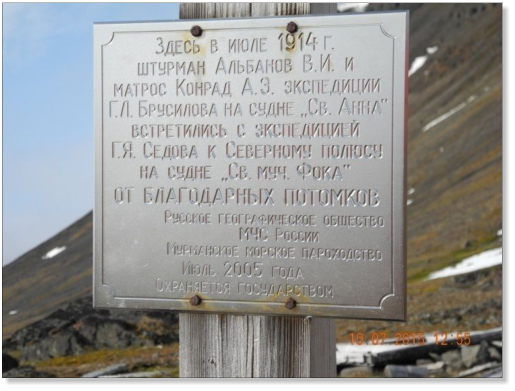 Здесь в июле 1914 г.
штурман Альбанов В.И. и
матрос Конрад А.Э. экспедиции
Г.Л. Брусилова на судне „Св. Анна"
встретились с экспедицией
Г.Я. Седова к Северному полюсу
на судне „Св. муч. Фока"
от благодарных потомков
Русское географическое общество
МЧС России
Мурманское морское пароходство
Июль 2005 года
Охраняется государством